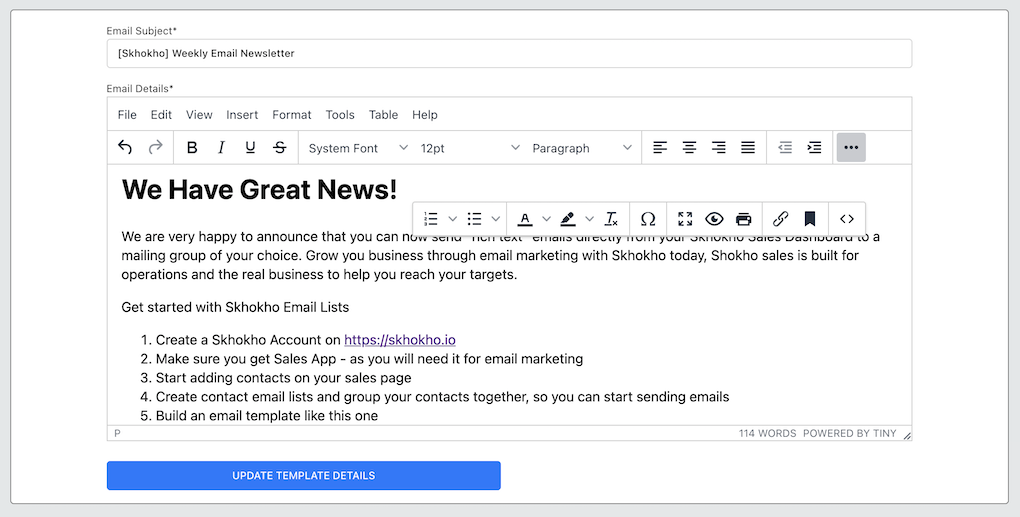 Email Subject*
[Skhokho] Weekly Email Newsletter
Email Details*
File Edit View Insert Format Tools Table Help
B I U S System Font 12pt Paragraph
We Have Great News!
We are very happy to announce that you can now send "rich text" emails directly from your Skhokho Sales Dashboard to a
mailing group of your choice. Grow you business through email marketing with Skhokho today, Shokho sales is built for
operations and the real business to help you reach your targets.
Get started with Skhokho Email Lists
1. Create a Skhokho Account on https://skhokho.io
2. Make sure you get Sales App - as you will need it for email marketing
3. Start adding contacts on your sales page
4. Create contact email lists and group your contacts together, so you can start sending emails
5. Build an email template like this one
P 114 WORDS POWERED BY TINY
UPDATE TEMPLATE DETAILS